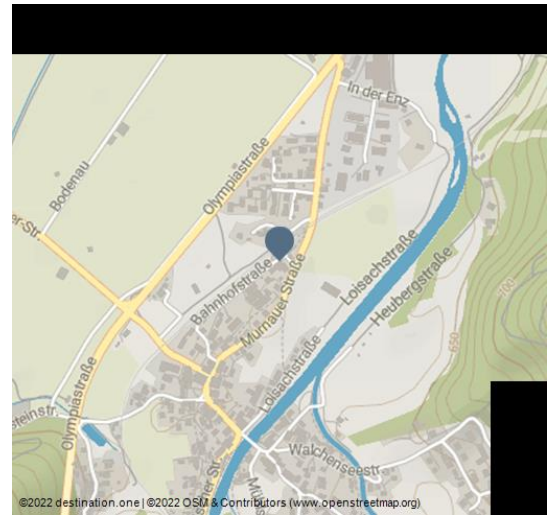 In der Enz
Bodenau
Olympiastraße
er-Str.
Bahnhofstraße
Murnauer Straße
Loisachstraße
Heubergstraße
700
650
Loisachstraße
Olympiastraße
steinstr.
Walchenseestr.
©2022 destination.one | ©2022 OSM & Contributors (www.openstreetmap.org)